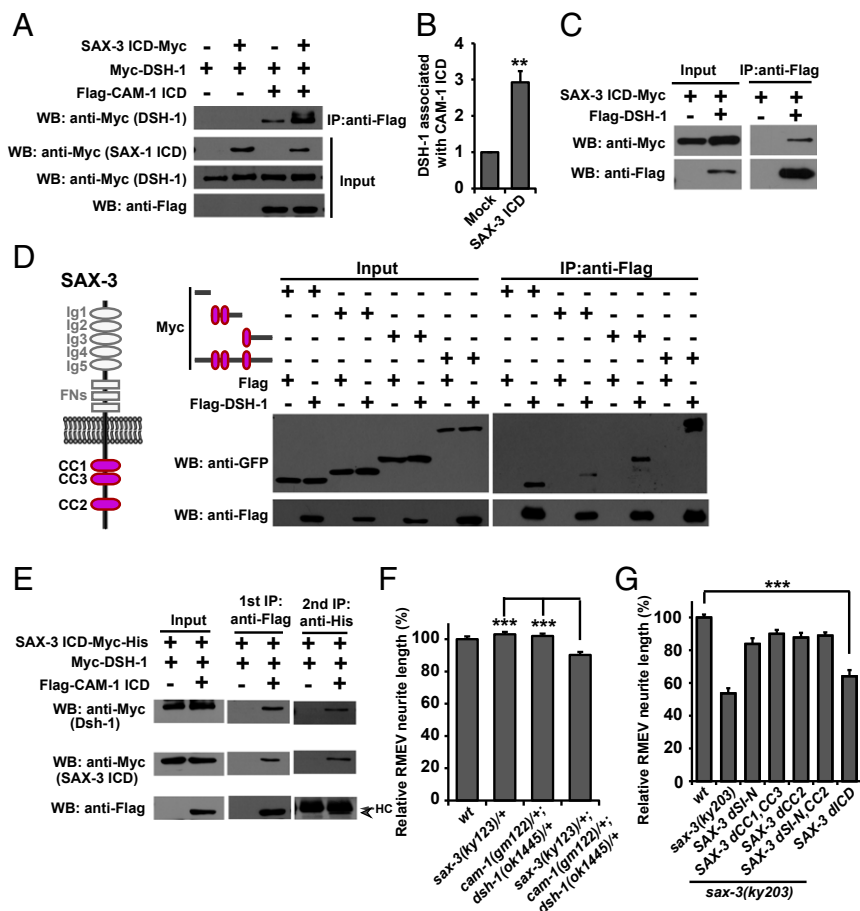 A
SAX-3 ICD-Myc - + - +
Myc-DSH-1 + + + +
Flag-CAM-1 ICD - - + +
WB: anti-Myc (DSH-1) IP:anti-Flag
WB: anti-Myc (SAX-1 ICD)
WB: anti-Myc (DSH-1) Input
WB: anti-Flag
B
DSH-1 associated
with CAM-1 ICD
4
3
2
1
0
**
Mock
SAX-3 ICD
C
Input IP:anti-Flag
SAX-3 ICD-Myc + + + +
Flag-DSH-1 - + - +
WB: anti-Myc
WB: anti-Flag
D
SAX-3
Ig1
Ig2
Ig3
Ig4
Ig5
FNs
CC1
CC3
CC2
Input IP:anti-Flag
Myc
+ + - - - - - - + + - - - - - -
- - + + - - - - - - + + - - - -
- - - - + + - - - - - - + + - -
- - - - - - + + - - - - - - + +
Flag + - + - + - + - + - + - + - + -
Flag-DSH-1 - + - + - + - + - + - + - + - +
WB: anti-GFP
WB: anti-Flag
E
Input 1st IP: anti-Flag 2nd IP: anti-His
SAX-3 ICD-Myc-His + + + + + +
Myc-DSH-1 + + + + + +
Flag-CAM-1 ICD - + - + - +
WB: anti-Myc
(Dsh-1)
WB: anti-Myc
(SAX-3 ICD)
WB: anti-Flag HC
F
Relative RMEV neurite length (%)
120
100
80
60
40
20
0
*** ***
wt
sax-3(ky123)/+
cam-1(gm122)/+;
dsh-1(ok1445)/+
sax-3(ky123)/+;
cam-1(gm122)/+;
dsh-1(ok1445)/+
G
Relative RMEV neurite length (%)
120
100
80
60
40
20
0
***
wt
sax-3(ky203)
SAX-3 dSI-N
SAX-3 dCC1, CC3
SAX-3 dCC2
SAX-3 dSI-N,CC2
SAX-3 dICD
sax-3(ky203)